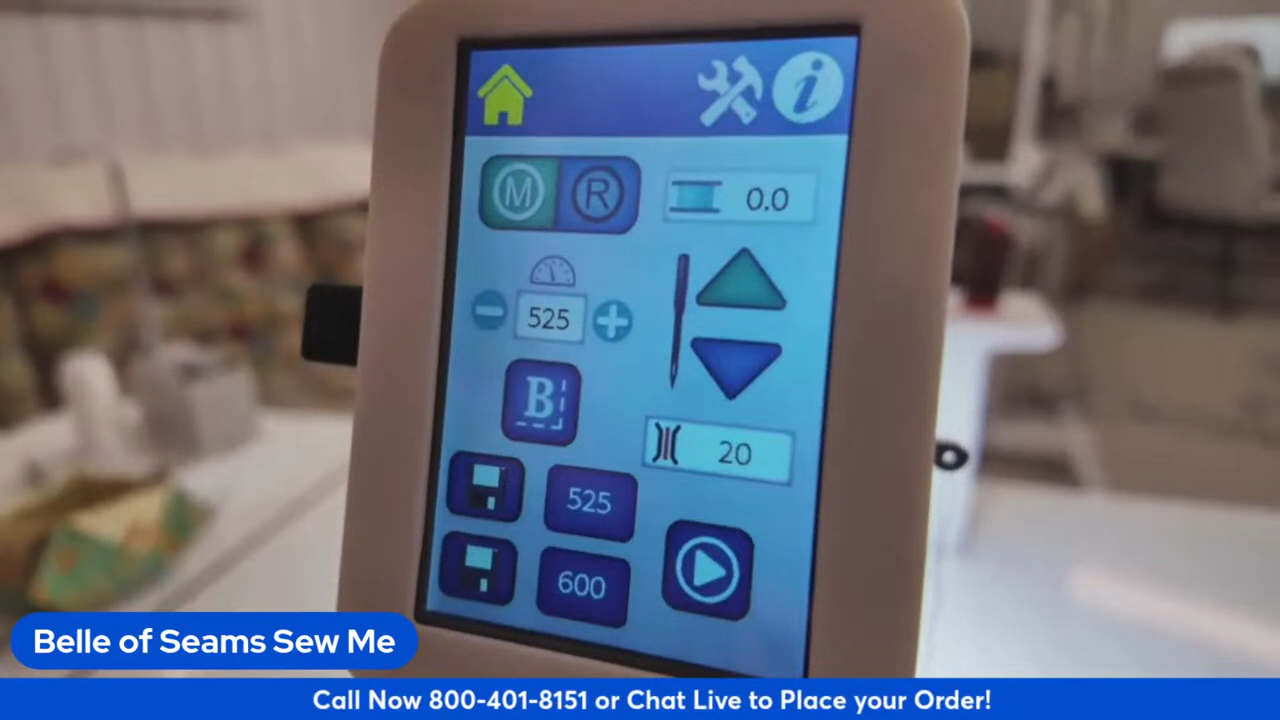 i
M R 0.0
525
B
20
525
600
Belle of Seams Sew Me
Call Now 800-401-8151 or Chat Live to Place your Order!